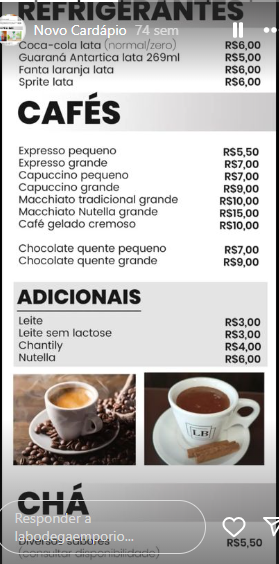 REFRIGERANTES
Novo Cardápio 74 sem
Coca-cola lata (normal/zero) R$6,00
Guaraná Antartica lata 269ml R$5,00
Fanta laranja lata R$6,00
Sprite lata R$6,00
CAFÉS
Expresso pequeno R$5,50
Expresso grande R$7,00
Capuccino pequeno R$7,00
Capuccino grande R$9,00
Macchiato tradicional grande R$10,00
Macchiato Nutella grande R$15,00
Café gelado cremoso R$10,00
Chocolate quente pequeno R$7,00
Chocolate quente grande R$9,00
ADICIONAIS
Leite R$3,00
Leite sem lactose R$3,00
Chantily R$4,00
Nutella R$6,00
LB
CHÁ
Responder a
labodegaemporio...
Diversos sabores R$5,50
(consultar disponibilidade)